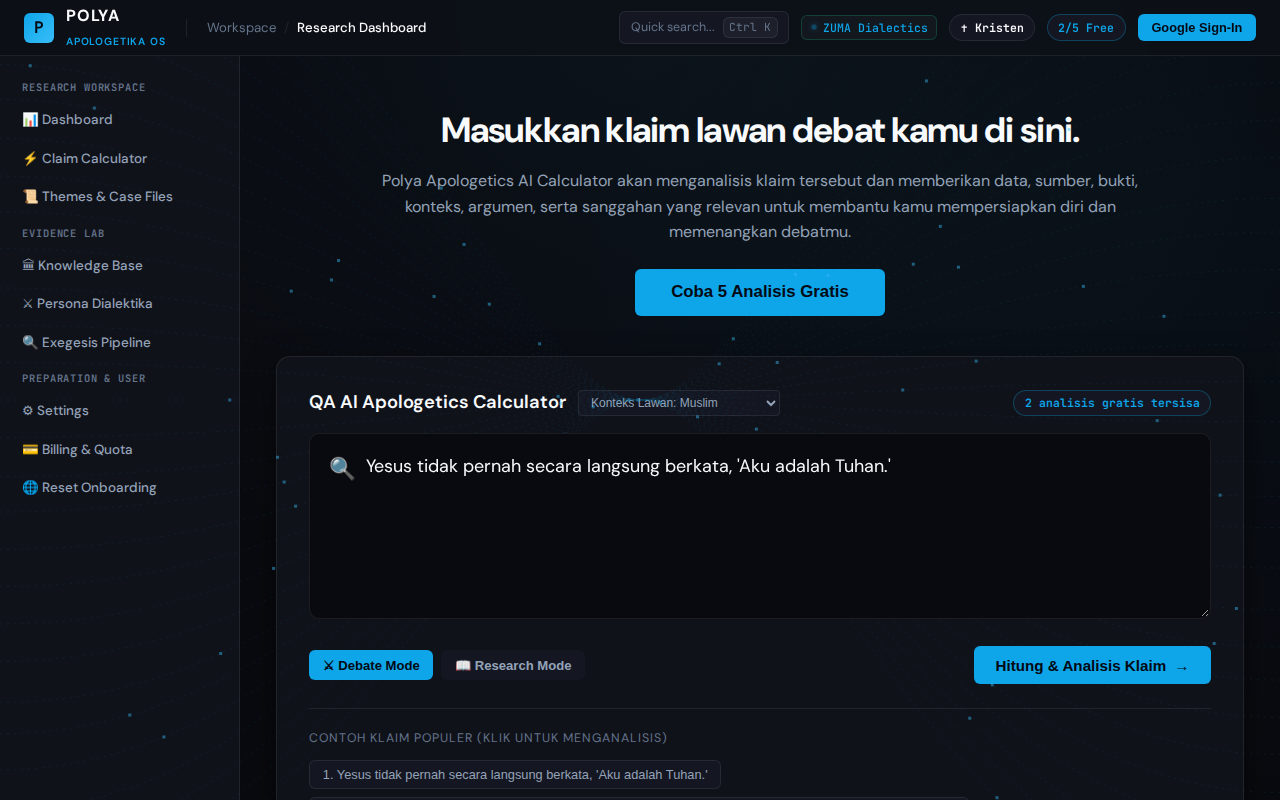 P
POLYA
APOLOGETIKA OS
Workspace / Research Dashboard
Quick search... Ctrl K
ZUMA Dialectics
✝ Kristen
2/5 Free
Google Sign-In
RESEARCH WORKSPACE
📊 Dashboard
⚡ Claim Calculator
📜 Themes & Case Files
EVIDENCE LAB
🏛 Knowledge Base
⚔ Persona Dialektika
🔍 Exegesis Pipeline
PREPARATION & USER
⚙ Settings
💳 Billing & Quota
🌐 Reset Onboarding
Masukkan klaim lawan debat kamu di sini.
Polya Apologetics AI Calculator akan menganalisis klaim tersebut dan memberikan data, sumber, bukti,
konteks, argumen, serta sanggahan yang relevan untuk membantu kamu mempersiapkan diri dan
memenangkan debatmu.
Coba 5 Analisis Gratis
QA AI Apologetics Calculator
Konteks Lawan: Muslim
2 analisis gratis tersisa
🔍 Yesus tidak pernah secara langsung berkata, 'Aku adalah Tuhan.'
⚔ Debate Mode
📖 Research Mode
Hitung & Analisis Klaim →
CONTOH KLAIM POPULER (KLIK UNTUK MENGANALISIS)
1. Yesus tidak pernah secara langsung berkata, 'Aku adalah Tuhan.'